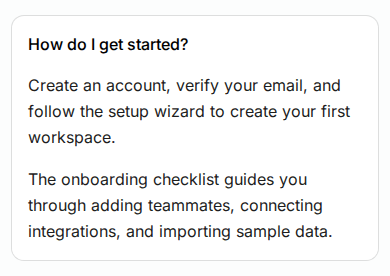 How do I get started?
Create an account, verify your email, and
follow the setup wizard to create your first
workspace.
The onboarding checklist guides you
through adding teammates, connecting
integrations, and importing sample data.